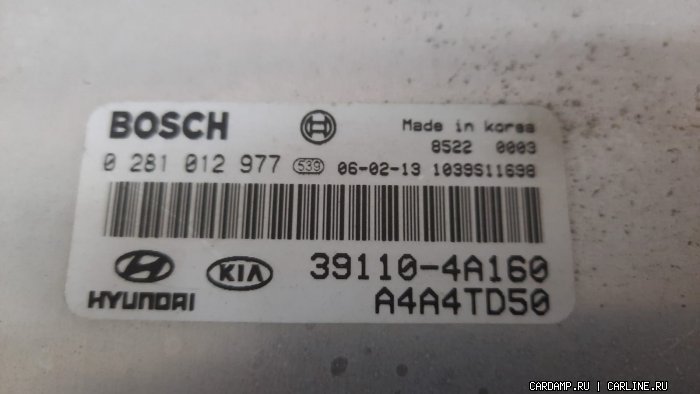 BOSCH
Made in korea
8522 0003
0 281 012 977 539 06-02-13 1039S11698
HYUNDAI
KIA
39110-4A160
A4A4TD50
CARDAMP.RU | CARLINE.RU